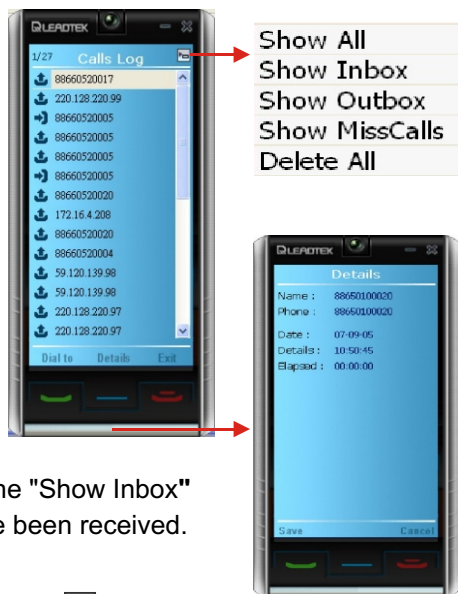 LEADTEK
1/27 Calls Log
88660520017
220.128.220.99
88660520005
88660520005
88660520005
88660520005
88660520020
172.16.4.208
88660520020
88660520004
59.120.139.98
59.120.139.98
220.128.220.97
220.128.220.97
Dial to Details Exit
Show All
Show Inbox
Show Outbox
Show MissCalls
Delete All
LEADTEK
Details
Name : 88650100020
Phone : 88650100020
Date : 07-09-05
Details : 10:50:45
Elapsed : 00:00:00
Save Cancel
"Show Inbox"
been received.